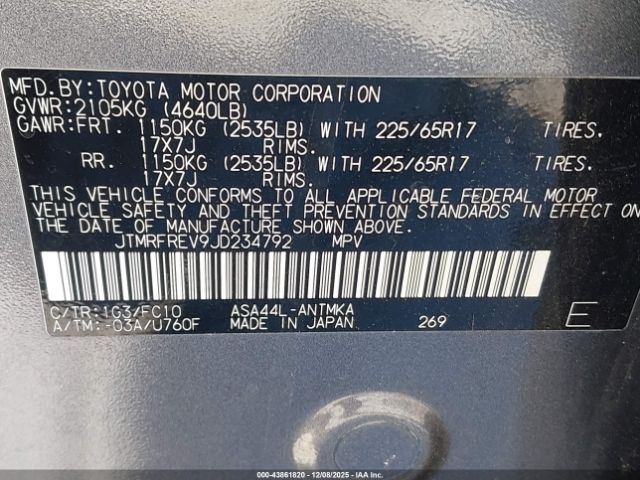 MFD.BY:TOYOTA MOTOR CORPORATION
GVWR:2105KG (4640LB)
GAWR:FRT. 1150KG (2535LB) WITH 225/65R17 TIRES.
17X7J RIMS.
RR. 1150KG (2535LB) WITH 225/65R17 TIRES.
17X7J RIMS.
THIS VEHICLE CONFORMS TO ALL APPLICABLE FEDERAL MOTOR
VEHICLE SAFETY AND THEFT PREVENTION STANDARDS IN EFFECT ON
THE DATE OF MANUFACTURE SHOWN ABOVE.
JTMRFREV9JD234792 MPV
C/TR:1G3/FC10 ASA44L-ANTMKA
A/TM:-03A/U760F MADE IN JAPAN 269 E
000-43861820 - 12/08/2025 - IAA Inc.